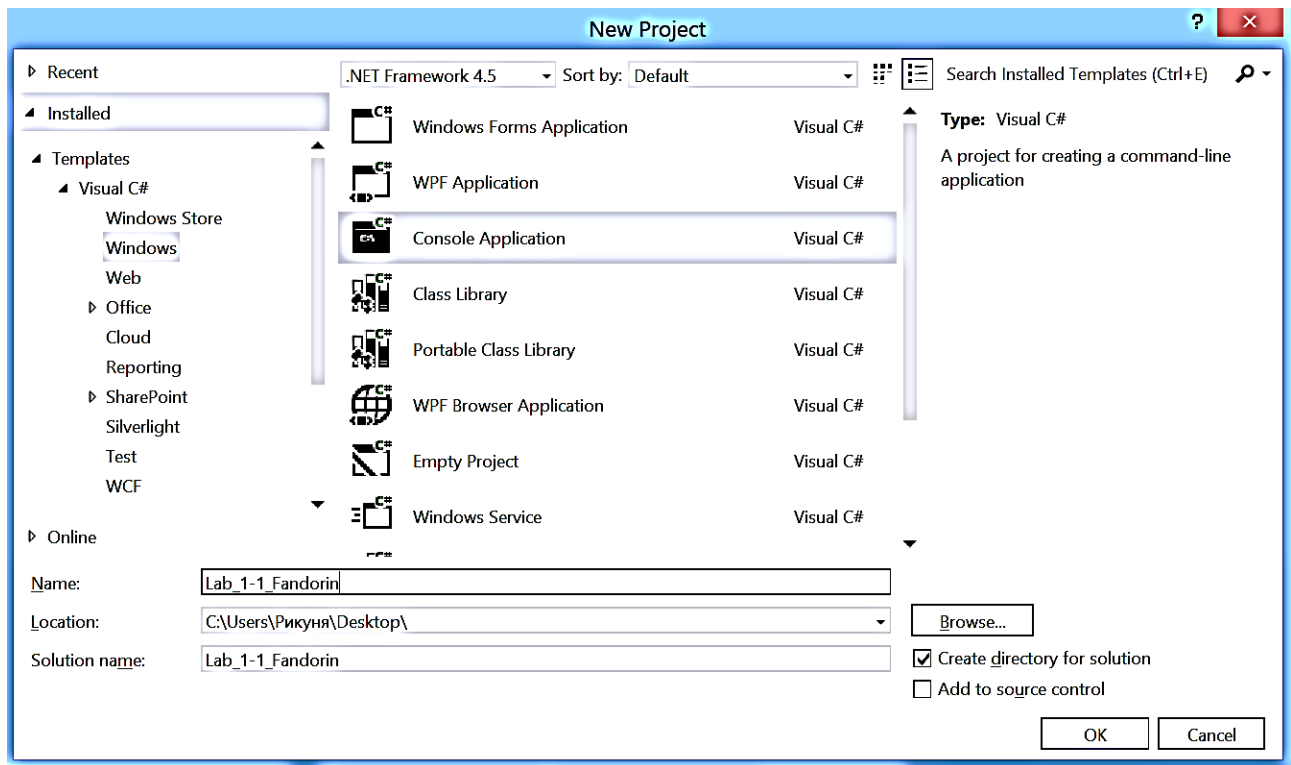 New Project
?
Recent
Installed
Templates
Visual C#
Windows Store
Windows
Web
Office
Cloud
Reporting
SharePoint
Silverlight
Test
WCF
Online
.NET Framework 4.5 Sort by: Default
Search Installed Templates (Ctrl+E)
Windows Forms Application Visual C#
WPF Application Visual C#
Console Application Visual C#
Class Library Visual C#
Portable Class Library Visual C#
WPF Browser Application Visual C#
Empty Project Visual C#
Windows Service Visual C#
Type: Visual C#
A project for creating a command-line
application
Name: Lab_1-1_Fandorin
Location: C:\Users\Рикуня\Desktop\
Browse...
Solution name: Lab_1-1_Fandorin
Create directory for solution
Add to source control
OK Cancel